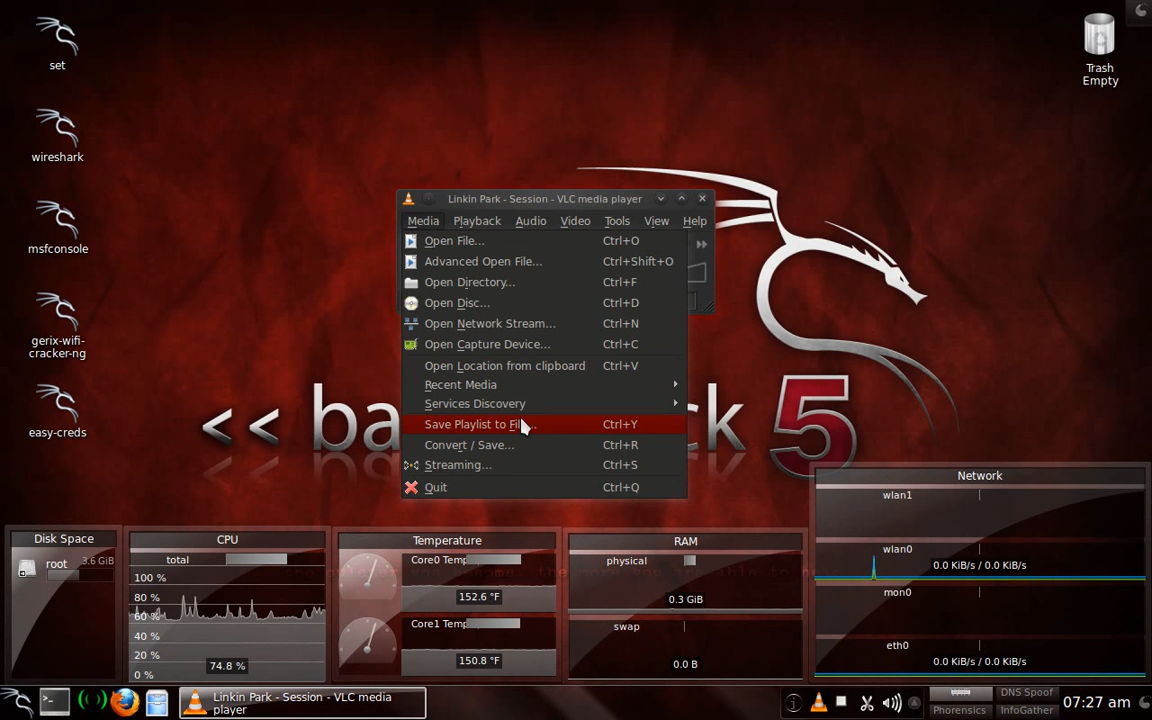 set
wireshark
msfconsole
gerix-wifi-
cracker-ng
easy-creds
Trash
Empty
Linkin Park - Session - VLC media player
Media Playback Audio Video Tools View Help
Open File... Ctrl+O
Advanced Open File... Ctrl+Shift+O
Open Directory... Ctrl+F
Open Disc... Ctrl+D
Open Network Stream... Ctrl+N
Open Capture Device... Ctrl+C
Open Location from clipboard Ctrl+V
Recent Media
Services Discovery
Save Playlist to Ctrl+Y
Convert / Save... Ctrl+R
Streaming... Ctrl+S
Quit Ctrl+Q
<< ba ck 5
Disk Space
root 3.6 GiB
CPU
total
100 %
80 %
60 %
40 %
20 %
0 %
74.8 %
Temperature
Core0 Temp
152.6 °F
Core1 Temp
150.8 °F
RAM
physical
0.3 GiB
swap
0.0 B
Network
wlan1
wlan0
0.0 KiB/s / 0.0 KiB/s
mon0
eth0
0.0 KiB/s / 0.0 KiB/s
Linkin Park - Session - VLC media
player
Phorensics
DNS Spoof
InfoGather
07:27 am